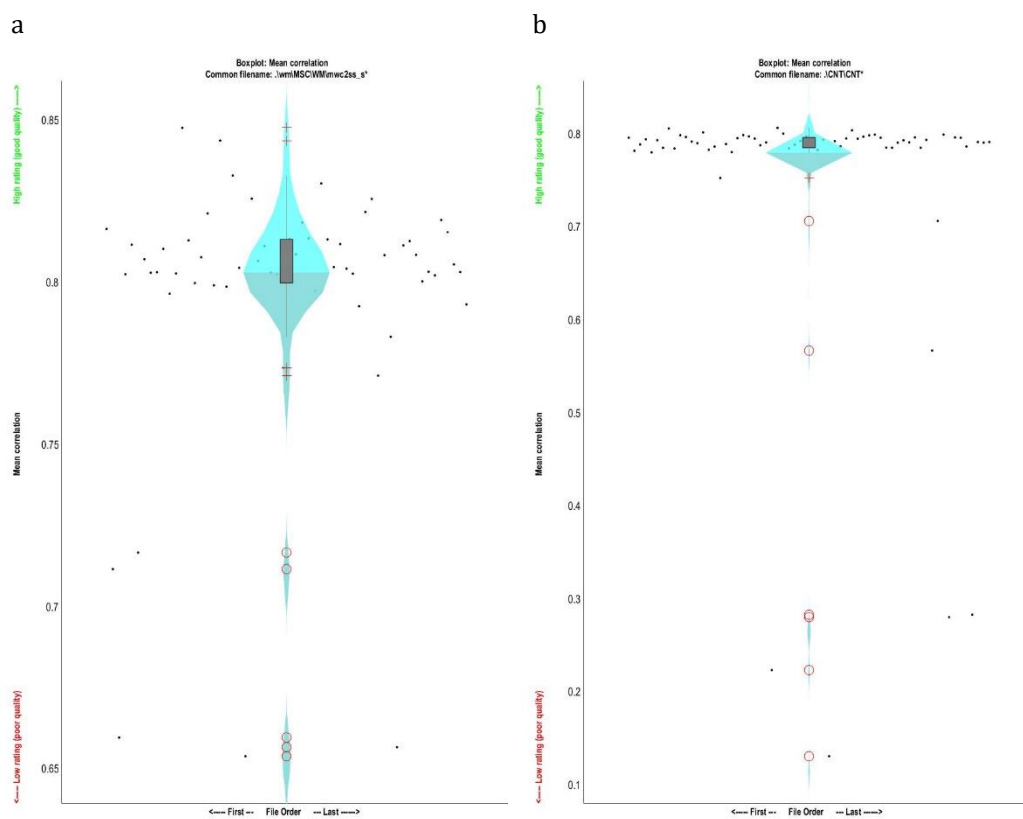 a
Boxplot: Mean correlation
Common filename: .\wm\MSC\WM\mwc2ss_s*
High rating (good quality) ----->
Mean correlation
<----- Low rating (poor quality)
0.85
0.8
0.75
0.7
0.65
<----- First --- File Order --- Last ------>
b
Boxplot: Mean correlation
Common filename: .\CNT\CNT*
High rating (good quality) ----->
Mean correlation
<----- Low rating (poor quality)
0.8
0.7
0.6
0.5
0.4
0.3
0.2
0.1
<----- First --- File Order --- Last ------>